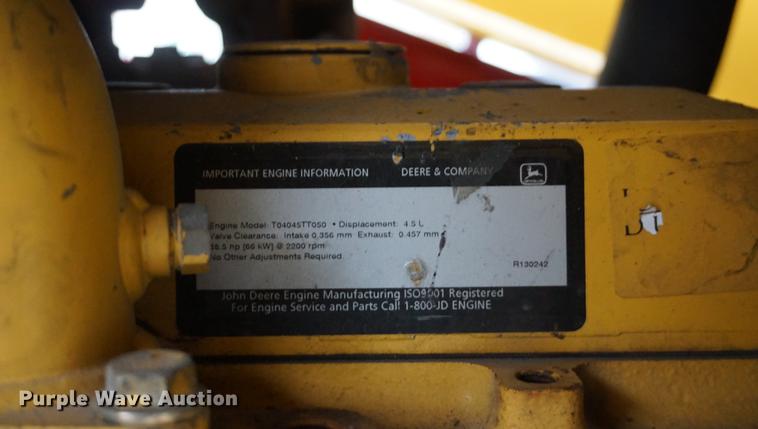 IMPORTANT ENGINE INFORMATION DEERE & COMPANY
Engine Model: T04045TT050 • Displacement: 4.5 L
Valve Clearance: Intake 0.356 mm Exhaust: 0.457 mm
hp (66 kW) @ 2200 rpm
No Other Adjustments Required
R130242
John Deere Engine Manufacturing ISO9001 Registered
For Engine Service and Parts Call 1-800-JD ENGINE
Purple Wave Auction